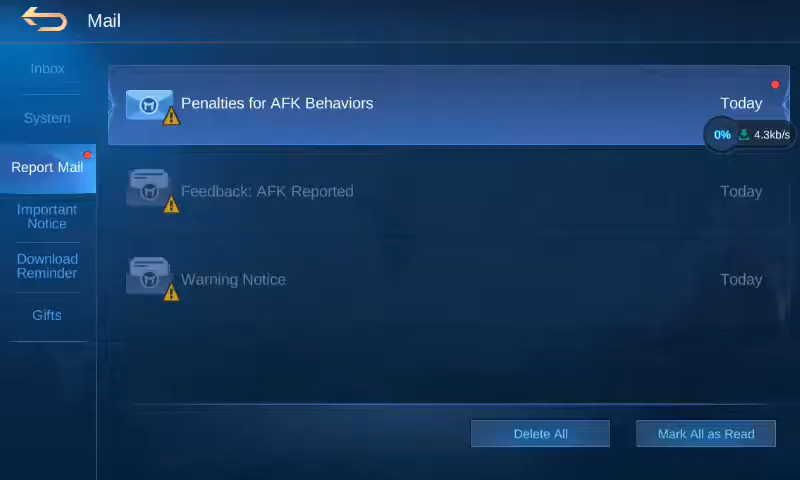 Mail
Inbox
System
Report Mail
Important
Notice
Download
Reminder
Gifts
Penalties for AFK Behaviors
Today
0% 4.3kb/s
Feedback: AFK Reported
Today
Warning Notice
Today
Delete All
Mark All as Read